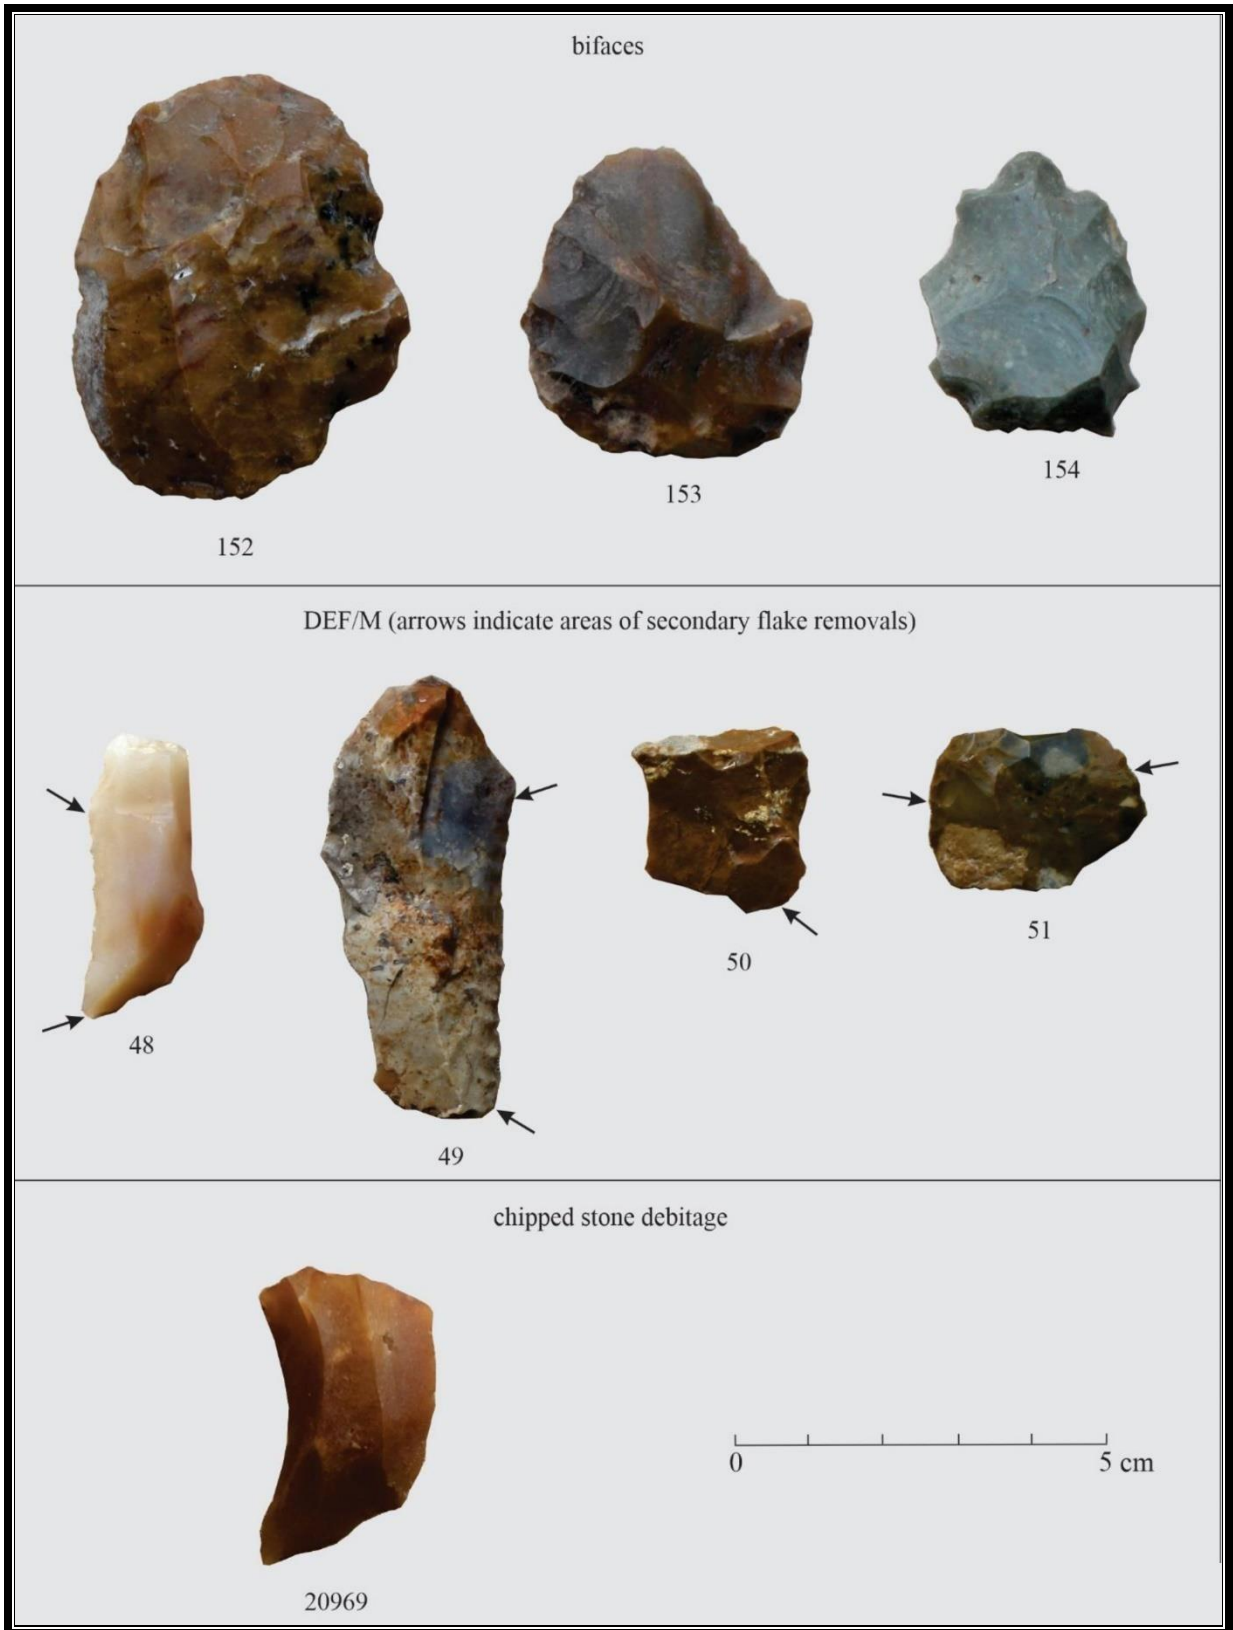 bifaces
152
153
154
DEF/M (arrows indicate areas of secondary flake removals)
48
49
50
51
chipped stone debitage
20969
0 5 cm